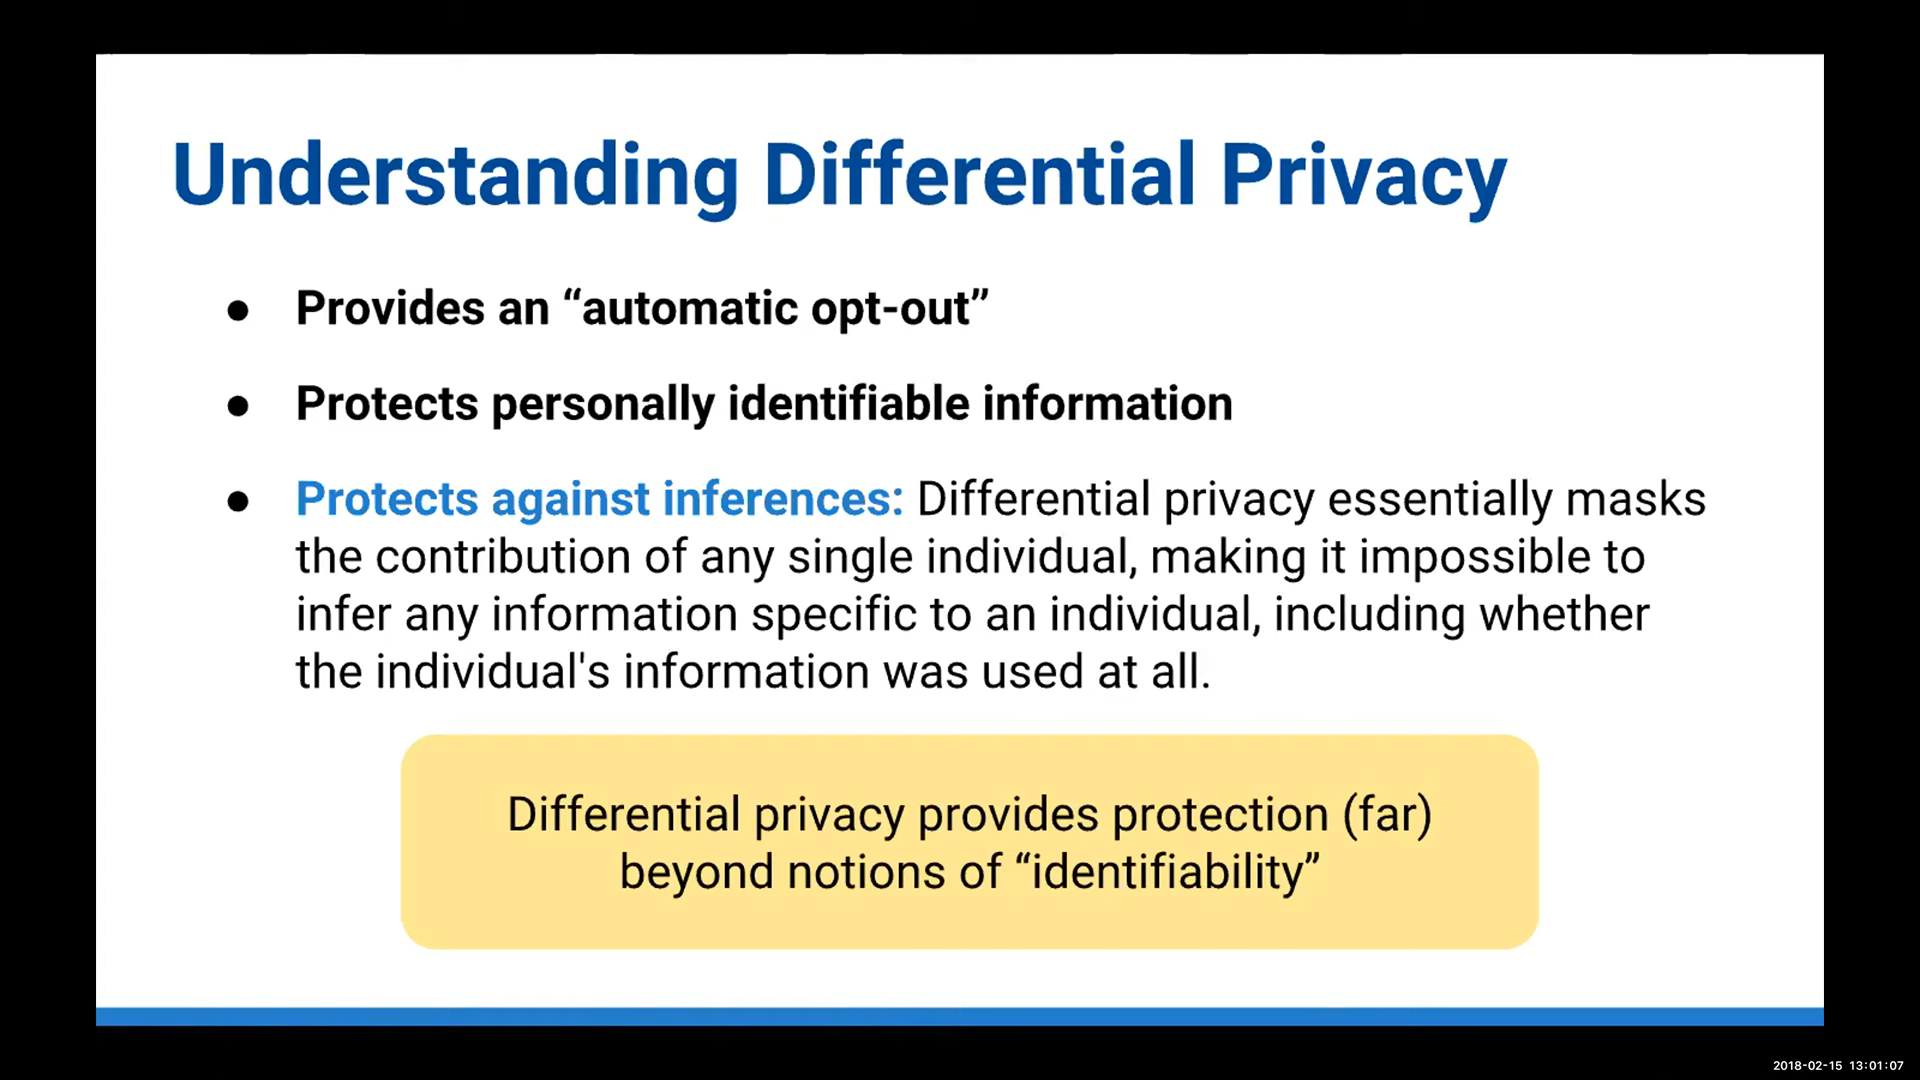 Understanding Differential Privacy
● Provides an “automatic opt-out”
● Protects personally identifiable information
● Protects against inferences: Differential privacy essentially masks
the contribution of any single individual, making it impossible to
infer any information specific to an individual, including whether
the individual's information was used at all.
Differential privacy provides protection (far)
beyond notions of “identifiability”
2018-02-15 13:01:07